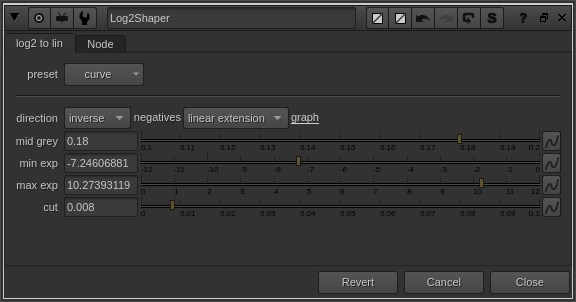 Log2Shaper S ?
log2 to lin Node
preset curve
direction inverse negatives linear extension graph
mid grey 0.18 0.1 0.11 0.12 0.13 0.14 0.15 0.16 0.17 0.18 0.19 0.2
min exp -7.24606881 -12 -11 -10 -9 -8 -7 -6 -5 -4 -3 -2 -1 0
max exp 10.27393119 0 1 2 3 4 5 6 7 8 9 10 11 12
cut 0.008 0 0.01 0.02 0.03 0.04 0.05 0.06 0.07 0.08 0.09 0.1
Revert Cancel Close